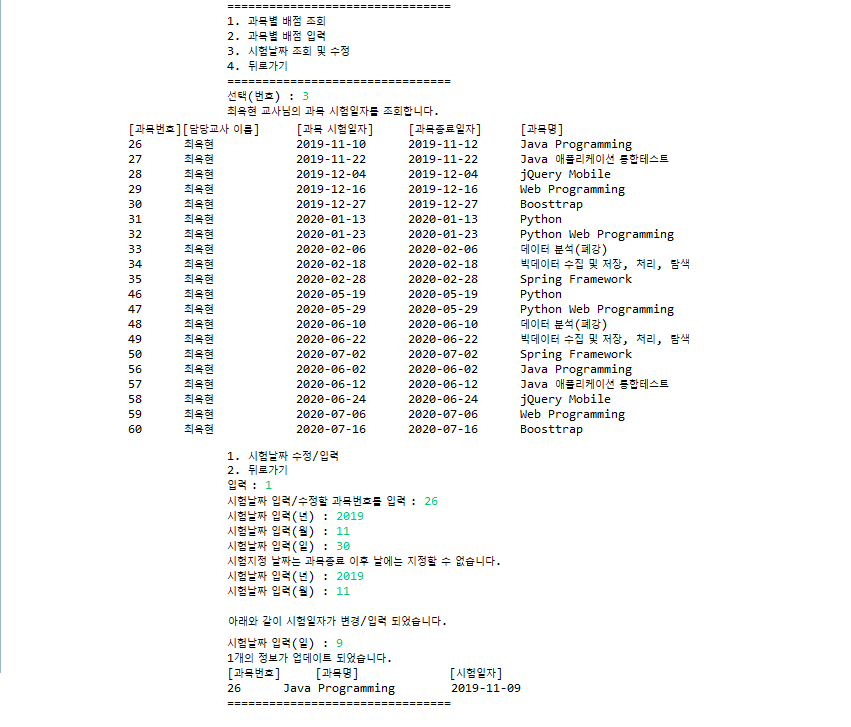 ================================
1. 과목별 배점 조회
2. 과목별 배점 입력
3. 시험날짜 조회 및 수정
4. 뒤로가기
================================
선택(번호) : 3
최욱현 교사님의 과목 시험일자를 조회합니다.
[과목번호][담당교사 이름] [과목 시험일자] [과목종료일자] [과목명]
26 최욱현 2019-11-10 2019-11-12 Java Programming
27 최욱현 2019-11-22 2019-11-22 Java 애플리케이션 통합테스트
28 최욱현 2019-12-04 2019-12-04 jQuery Mobile
29 최욱현 2019-12-16 2019-12-16 Web Programming
30 최욱현 2019-12-27 2019-12-27 Boosttrap
31 최욱현 2020-01-13 2020-01-13 Python
32 최욱현 2020-01-23 2020-01-23 Python Web Programming
33 최욱현 2020-02-06 2020-02-06 데이터 분석(폐강)
34 최욱현 2020-02-18 2020-02-18 빅데이터 수집 및 저장, 처리, 탐색
35 최욱현 2020-02-28 2020-02-28 Spring Framework
46 최욱현 2020-05-19 2020-05-19 Python
47 최욱현 2020-05-29 2020-05-29 Python Web Programming
48 최욱현 2020-06-10 2020-06-10 데이터 분석(폐강)
49 최욱현 2020-06-22 2020-06-22 빅데이터 수집 및 저장, 처리, 탐색
50 최욱현 2020-07-02 2020-07-02 Spring Framework
56 최욱현 2020-06-02 2020-06-02 Java Programming
57 최욱현 2020-06-12 2020-06-12 Java 애플리케이션 통합테스트
58 최욱현 2020-06-24 2020-06-24 jQuery Mobile
59 최욱현 2020-07-06 2020-07-06 Web Programming
60 최욱현 2020-07-16 2020-07-16 Boosttrap
1. 시험날짜 수정/입력
2. 뒤로가기
입력 : 1
시험날짜 입력/수정할 과목번호를 입력 : 26
시험날짜 입력(년) : 2019
시험날짜 입력(월) : 11
시험날짜 입력(일) : 30
시험지정 날짜는 과목종료 이후 날에는 지정할 수 없습니다.
시험날짜 입력(년) : 2019
시험날짜 입력(월) : 11
아래와 같이 시험일자가 변경/입력 되었습니다.
시험날짜 입력(일) : 9
1개의 정보가 업데이트 되었습니다.
[과목번호] [과목명] [시험일자]
26 Java Programming 2019-11-09
================================